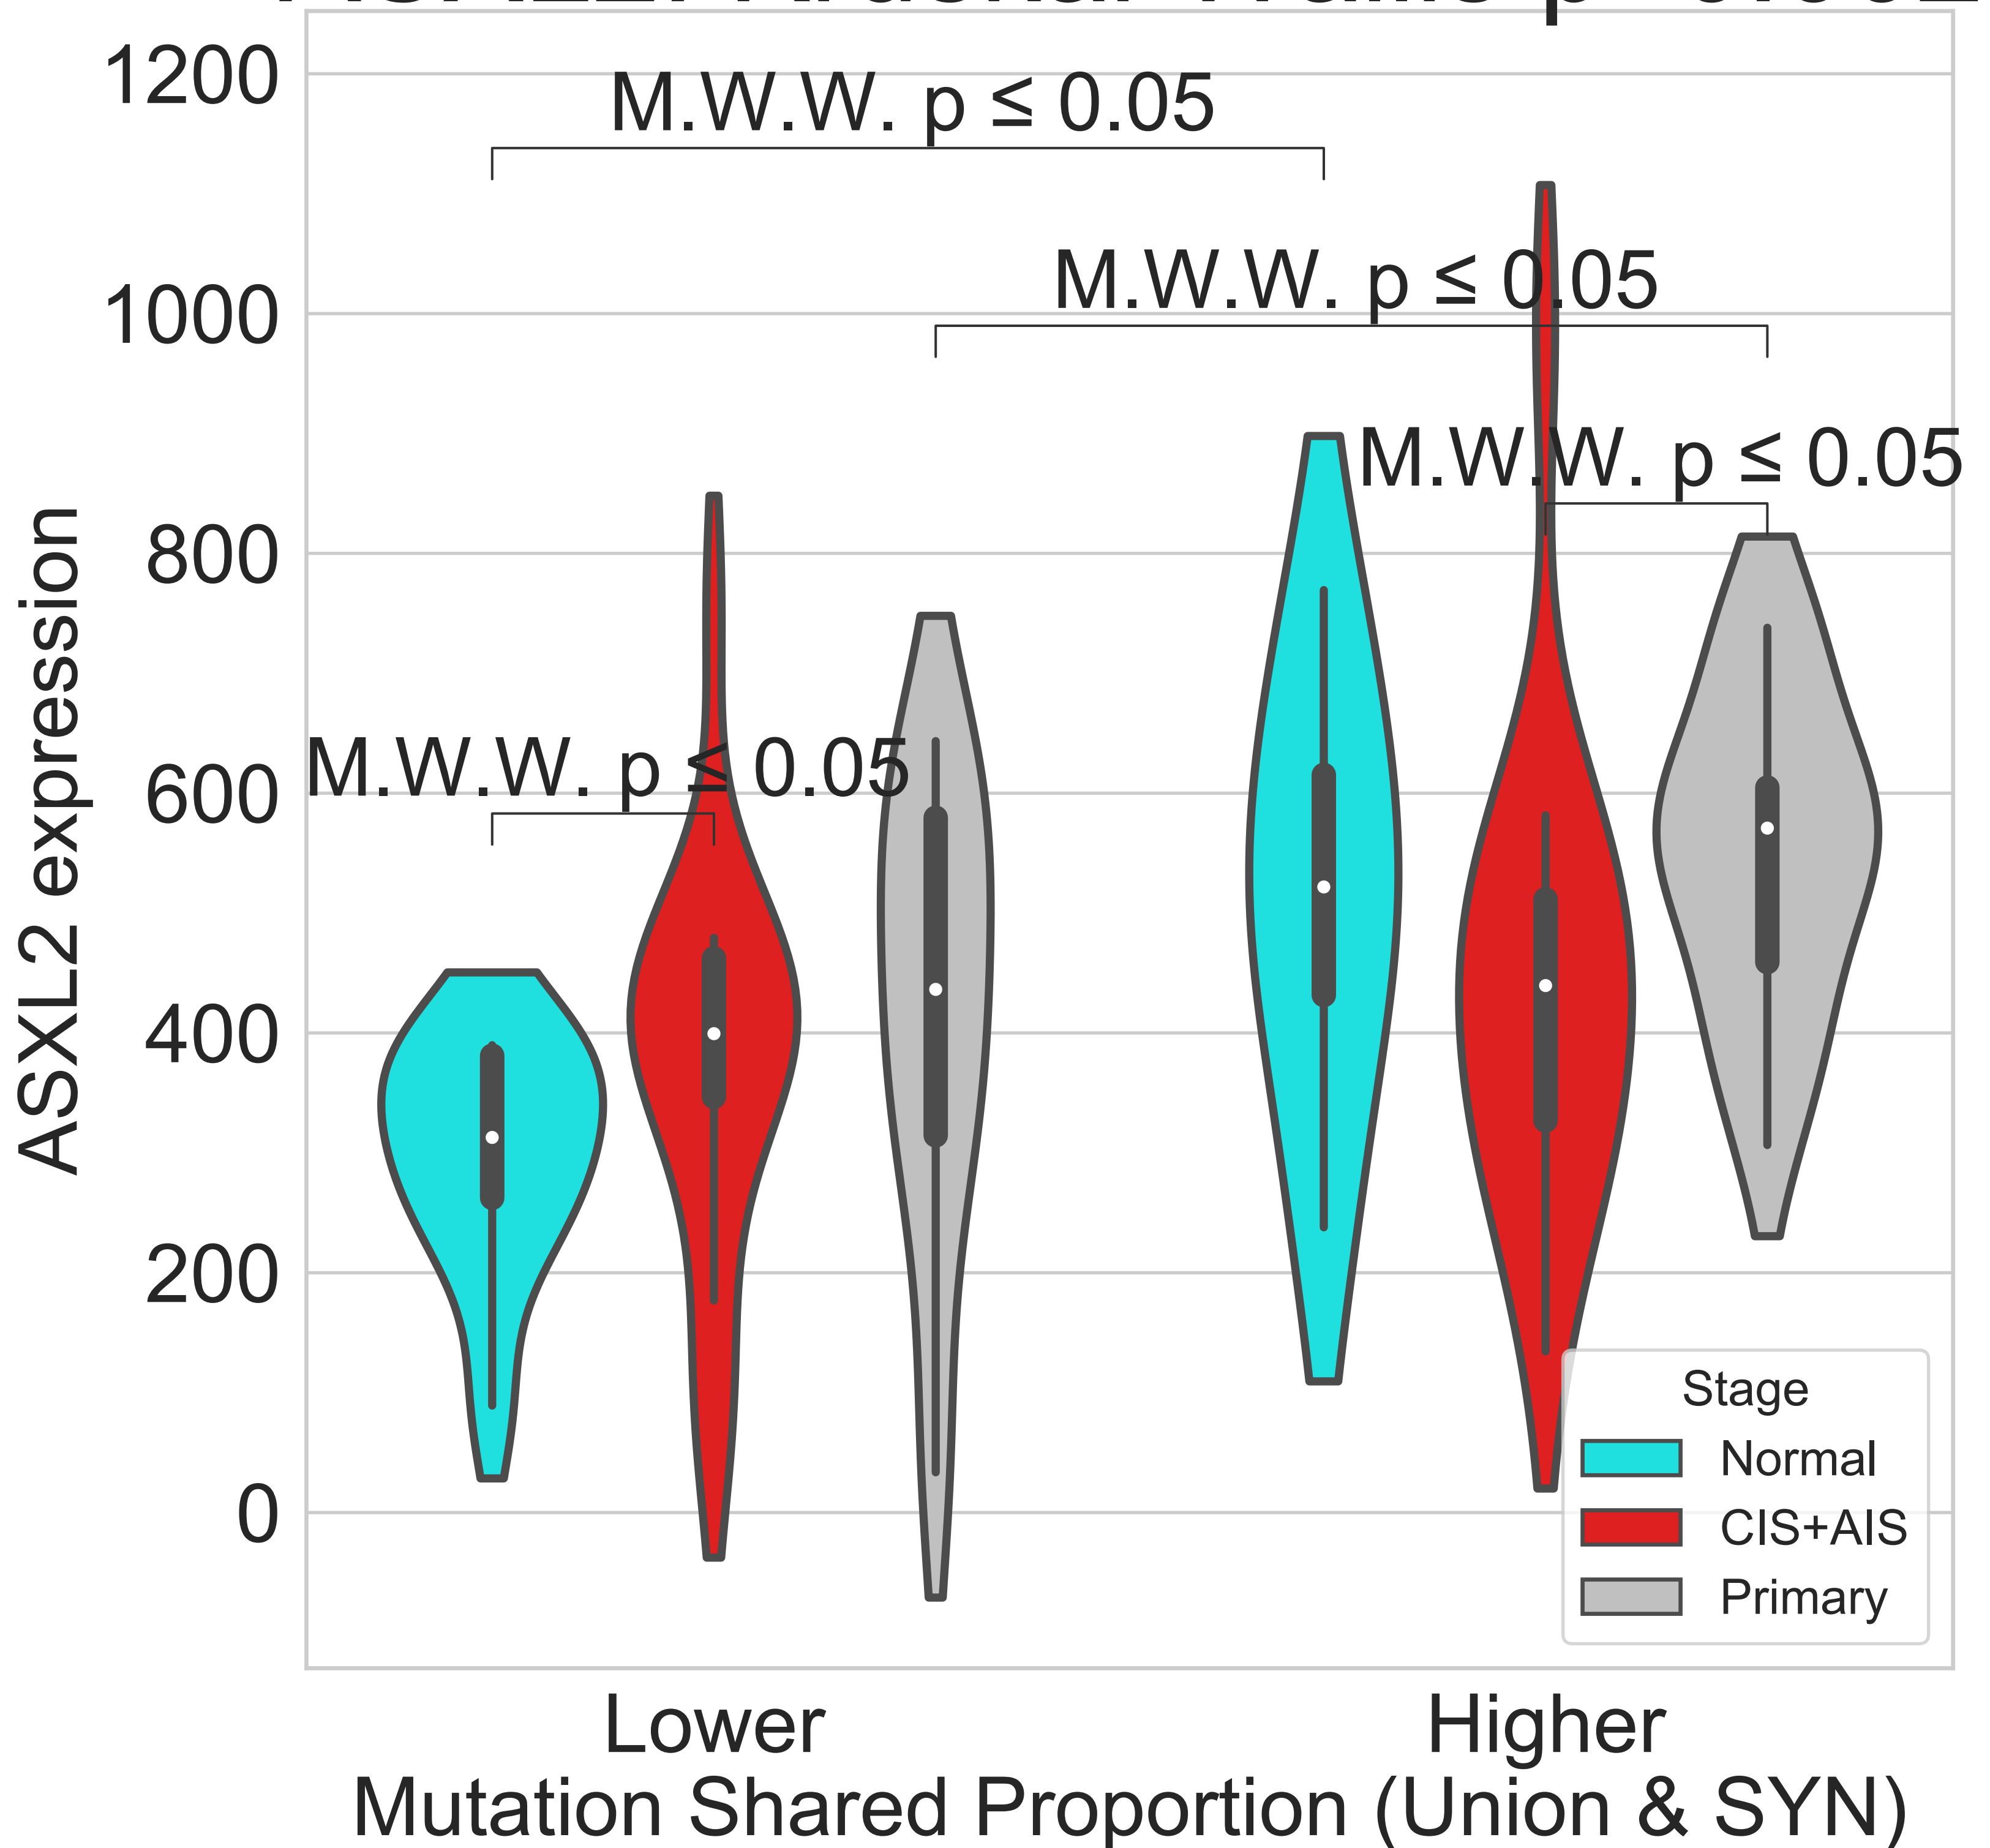 1200
M.W.W. p ≤ 0.05
1000
M.W.W. p ≤ 0.05
M.W.W. p ≤ 0.05
800
M.W.W. p ≤ 0.05
600
400
200
0
ASXL2 expression
Stage
Normal
CIS+AIS
Primary
Lower
Higher
Mutation Shared Proportion (Union & SYN)